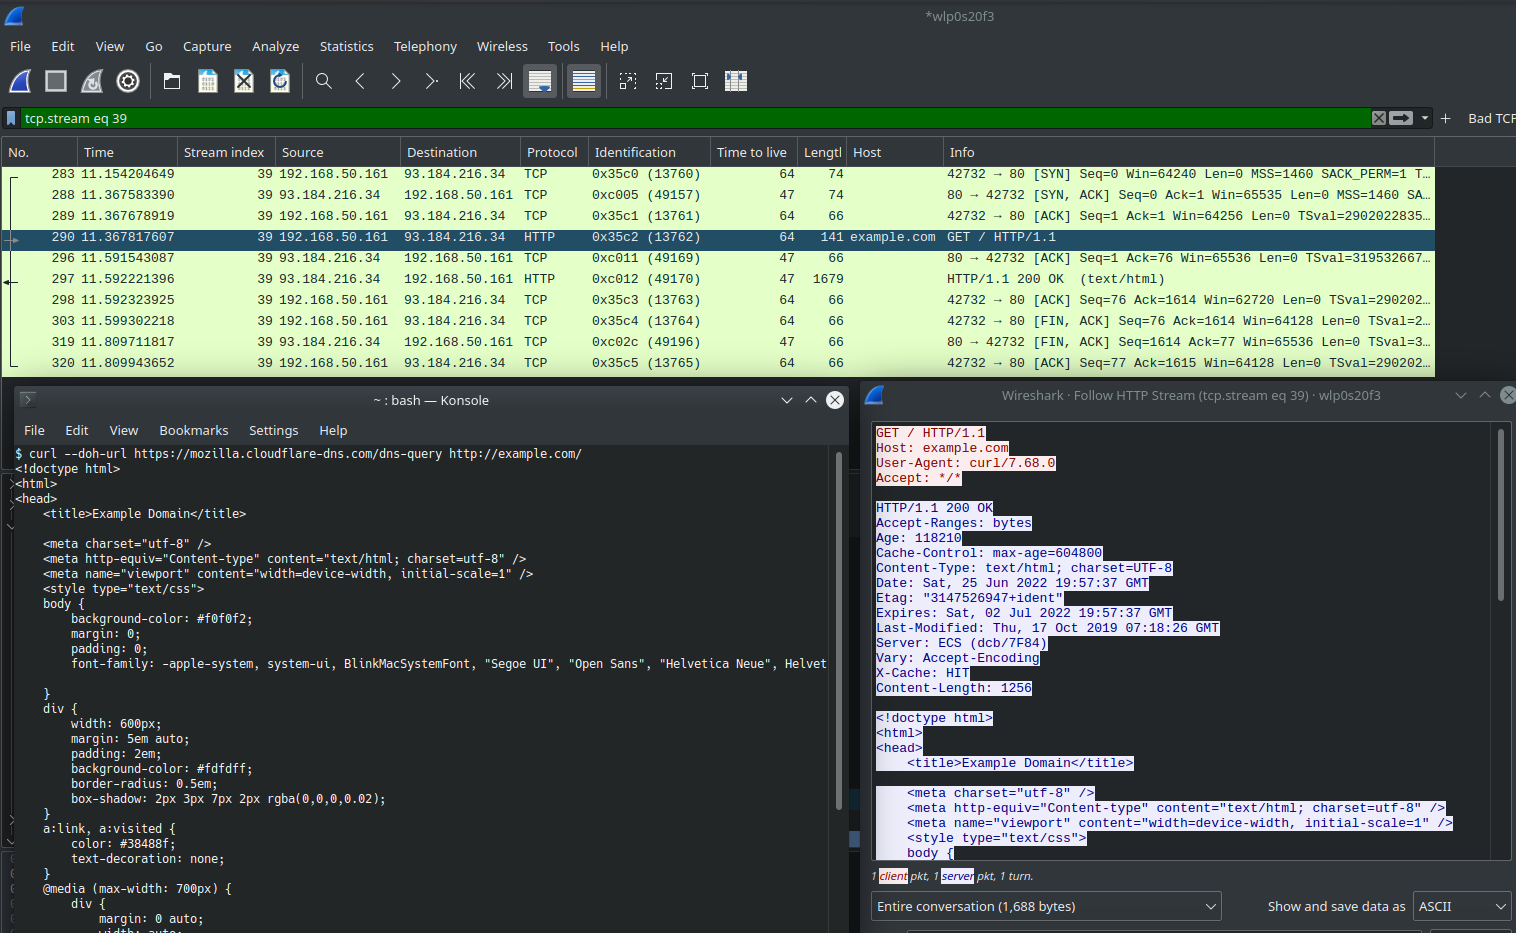 *wlp0s20f3
File Edit View Go Capture Analyze Statistics Telephony Wireless Tools Help
tcp.stream eq 39
Bad TCP
No. Time Stream index Source Destination Protocol Identification Time to live Lengtl Host Info
283 11.154204649 39 192.168.50.161 93.184.216.34 TCP 0x35c0 (13760) 64 74 42732 → 80 [SYN] Seq=0 Win=64240 Len=0 MSS=1460 SACK_PERM=1 T…
288 11.367583390 39 93.184.216.34 192.168.50.161 TCP 0xc005 (49157) 47 74 80 → 42732 [SYN, ACK] Seq=0 Ack=1 Win=65535 Len=0 MSS=1460 SA…
289 11.367678919 39 192.168.50.161 93.184.216.34 TCP 0x35c1 (13761) 64 66 42732 → 80 [ACK] Seq=1 Ack=1 Win=64256 Len=0 TSval=2902022835…
290 11.367817607 39 192.168.50.161 93.184.216.34 HTTP 0x35c2 (13762) 64 141 example.com GET / HTTP/1.1
296 11.591543087 39 93.184.216.34 192.168.50.161 TCP 0xc011 (49169) 47 66 80 → 42732 [ACK] Seq=1 Ack=76 Win=65536 Len=0 TSval=319532667…
297 11.592221396 39 93.184.216.34 192.168.50.161 HTTP 0xc012 (49170) 47 1679 HTTP/1.1 200 OK (text/html)
298 11.592323925 39 192.168.50.161 93.184.216.34 TCP 0x35c3 (13763) 64 66 42732 → 80 [ACK] Seq=76 Ack=1614 Win=62720 Len=0 TSval=290202…
303 11.599302218 39 192.168.50.161 93.184.216.34 TCP 0x35c4 (13764) 64 66 42732 → 80 [FIN, ACK] Seq=76 Ack=1614 Win=64128 Len=0 TSval=2…
319 11.809711817 39 93.184.216.34 192.168.50.161 TCP 0xc02c (49196) 47 66 80 → 42732 [FIN, ACK] Seq=1614 Ack=77 Win=65536 Len=0 TSval=3…
320 11.809943652 39 192.168.50.161 93.184.216.34 TCP 0x35c5 (13765) 64 66 42732 → 80 [ACK] Seq=77 Ack=1615 Win=64128 Len=0 TSval=290202…
~ : bash — Konsole
File Edit View Bookmarks Settings Help
$ curl --doh-url https://mozilla.cloudflare-dns.com/dns-query http://example.com/
<!doctype html>
<html>
<head>
    <title>Example Domain</title>

    <meta charset="utf-8" />
    <meta http-equiv="Content-type" content="text/html; charset=utf-8" />
    <meta name="viewport" content="width=device-width, initial-scale=1" />
    <style type="text/css">
    body {
        background-color: #f0f0f2;
        margin: 0;
        padding: 0;
        font-family: -apple-system, system-ui, BlinkMacSystemFont, "Segoe UI", "Open Sans", "Helvetica Neue", Helvet

    }
    div {
        width: 600px;
        margin: 5em auto;
        padding: 2em;
        background-color: #fdfdff;
        border-radius: 0.5em;
        box-shadow: 2px 3px 7px 2px rgba(0,0,0,0.02);
    }
    a:link, a:visited {
        color: #38488f;
        text-decoration: none;
    }
    @media (max-width: 700px) {
        div {
            margin: 0 auto;
            width: auto;
Wireshark · Follow HTTP Stream (tcp.stream eq 39) · wlp0s20f3
GET / HTTP/1.1
Host: example.com
User-Agent: curl/7.68.0
Accept: */*

HTTP/1.1 200 OK
Accept-Ranges: bytes
Age: 118210
Cache-Control: max-age=604800
Content-Type: text/html; charset=UTF-8
Date: Sat, 25 Jun 2022 19:57:37 GMT
Etag: "3147526947+ident"
Expires: Sat, 02 Jul 2022 19:57:37 GMT
Last-Modified: Thu, 17 Oct 2019 07:18:26 GMT
Server: ECS (dcb/7F84)
Vary: Accept-Encoding
X-Cache: HIT
Content-Length: 1256

<!doctype html>
<html>
<head>
    <title>Example Domain</title>

    <meta charset="utf-8" />
    <meta http-equiv="Content-type" content="text/html; charset=utf-8" />
    <meta name="viewport" content="width=device-width, initial-scale=1" />
    <style type="text/css">
    body {
1 client pkt, 1 server pkt, 1 turn.
Entire conversation (1,688 bytes)
Show and save data as ASCII